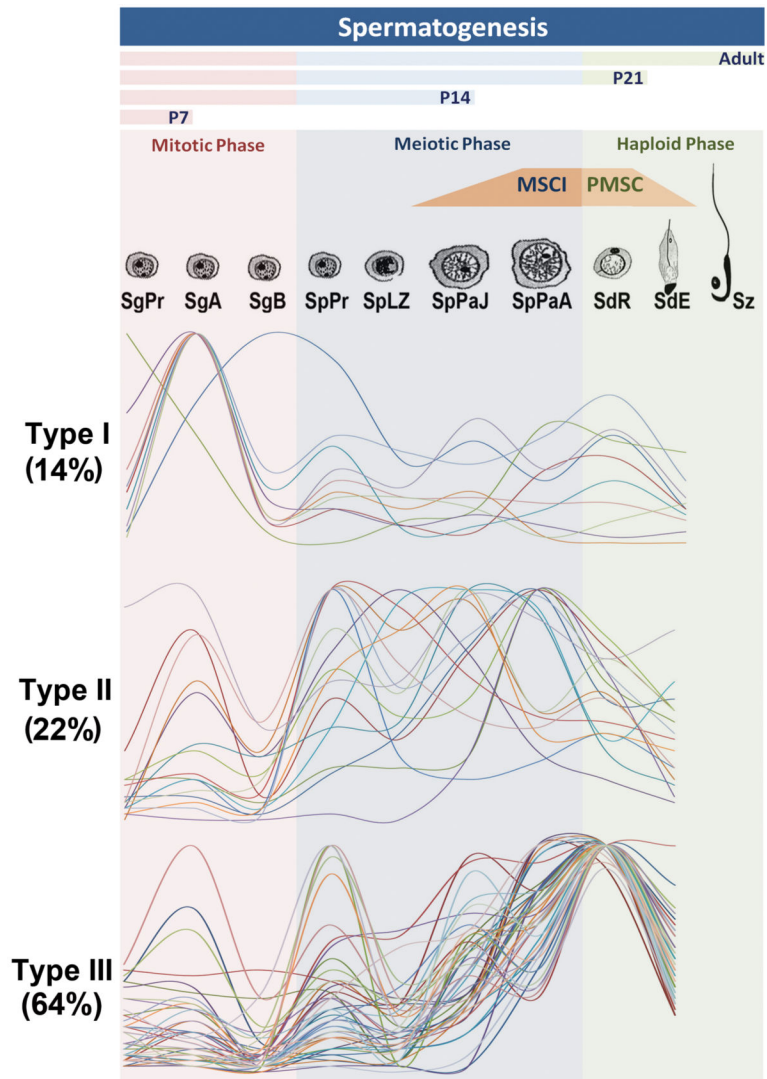 Spermatogenesis
Adult
P21
P14
P7
Mitotic Phase Meiotic Phase Haploid Phase
MSCI PMSC
SgPr SgA SgB SpPr SpLZ SpPaJ SpPaA SdR SdE Sz
Type I
(14%)
Type II
(22%)
Type III
(64%)